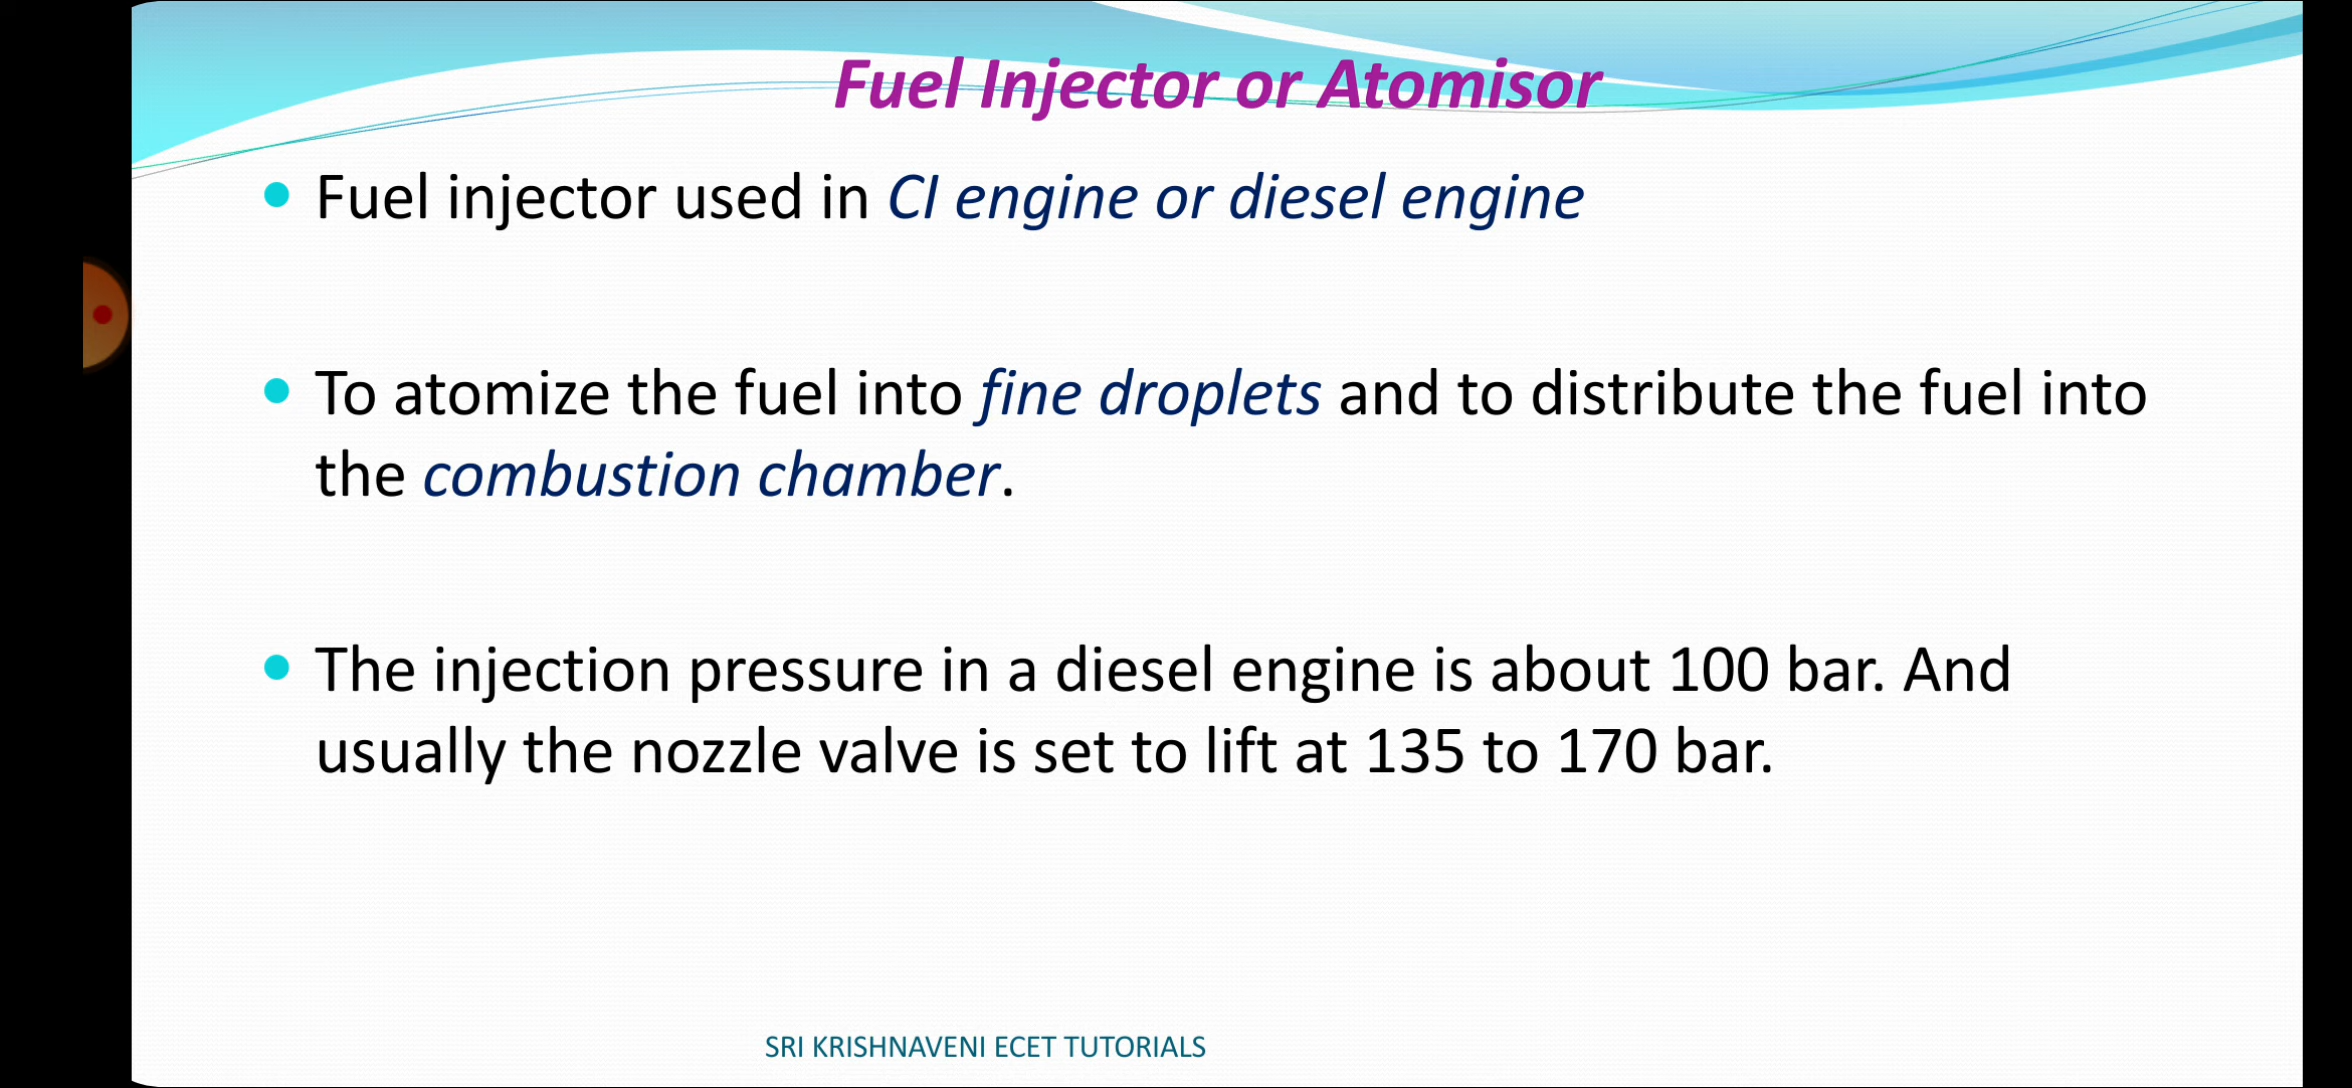 Fuel Injector or Atomisor
Fuel injector used in CI engine or diesel engine
To atomize the fuel into fine droplets and to distribute the fuel into
the combustion chamber.
The injection pressure in a diesel engine is about 100 bar. And
usually the nozzle valve is set to lift at 135 to 170 bar.
SRI KRISHNAVENI ECET TUTORIALS